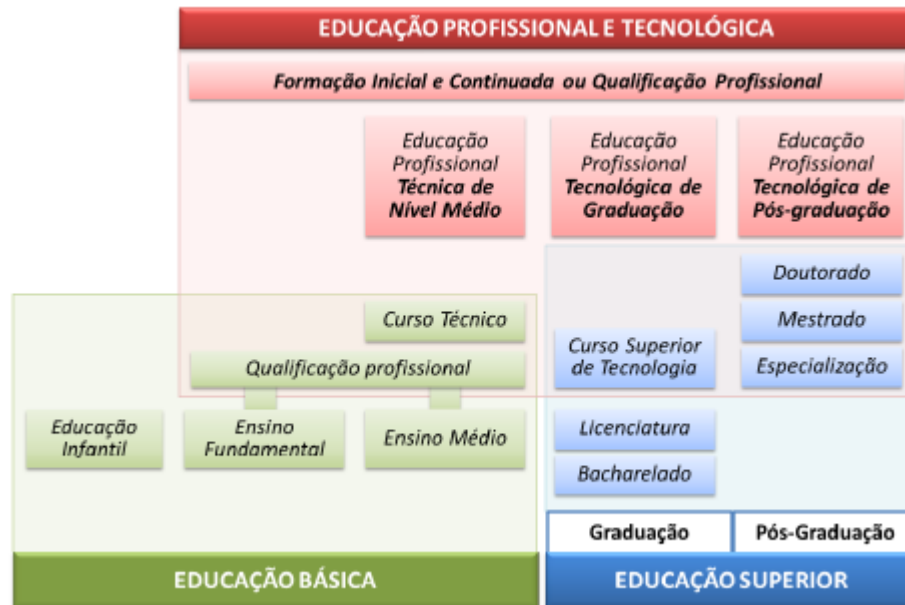 EDUCAÇÃO PROFISSIONAL E TECNOLÓGICA
Formação Inicial e Continuada ou Qualificação Profissional
Educação
Profissional
Técnica de
Nível Médio
Educação
Profissional
Tecnológica de
Graduação
Educação
Profissional
Tecnológica de
Pós-graduação
Doutorado
Mestrado
Especialização
Curso Técnico
Curso Superior
de Tecnologia
Qualificação profissional
Educação
Infantil
Ensino
Fundamental
Ensino Médio
Licenciatura
Bacharelado
Graduação
Pós-Graduação
EDUCAÇÃO BÁSICA
EDUCAÇÃO SUPERIOR